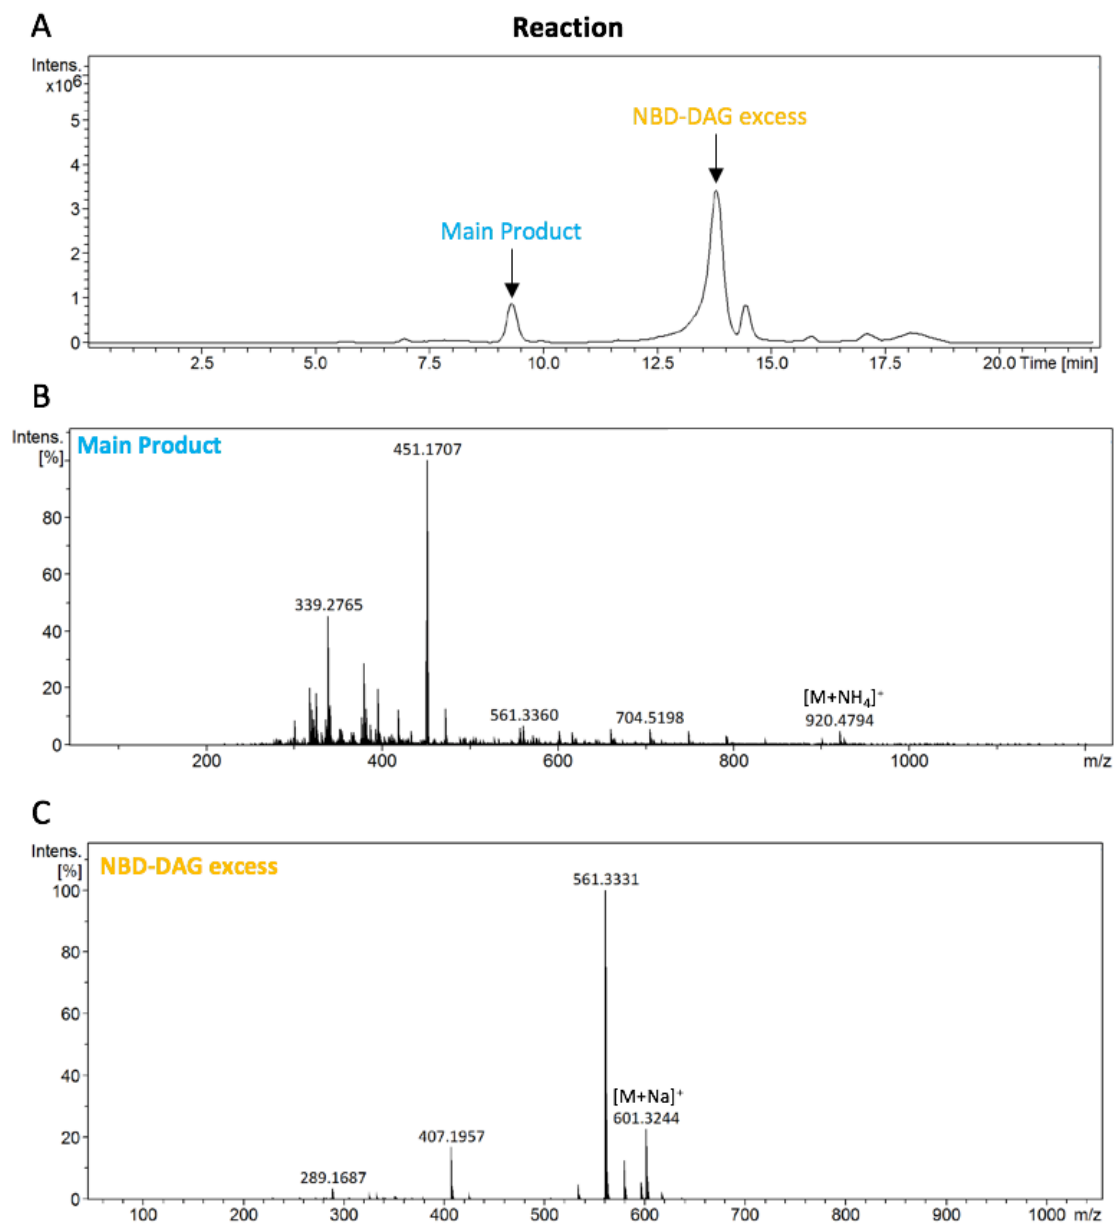 A
Reaction
Intens.
x10⁶
5
4
3
2
1
0
NBD-DAG excess
Main Product
2.5 5.0 7.5 10.0 12.5 15.0 17.5 20.0 Time [min]
B
Intens.
[%]
Main Product
80
60
40
20
0
451.1707
339.2765
561.3360
704.5198
[M+NH₄]⁺
920.4794
200 400 600 800 1000 m/z
C
Intens.
[%]
NBD-DAG excess
100
80
60
40
20
0
561.3331
[M+Na]⁺
601.3244
407.1957
289.1687
100 200 300 400 500 600 700 800 900 1000 m/z